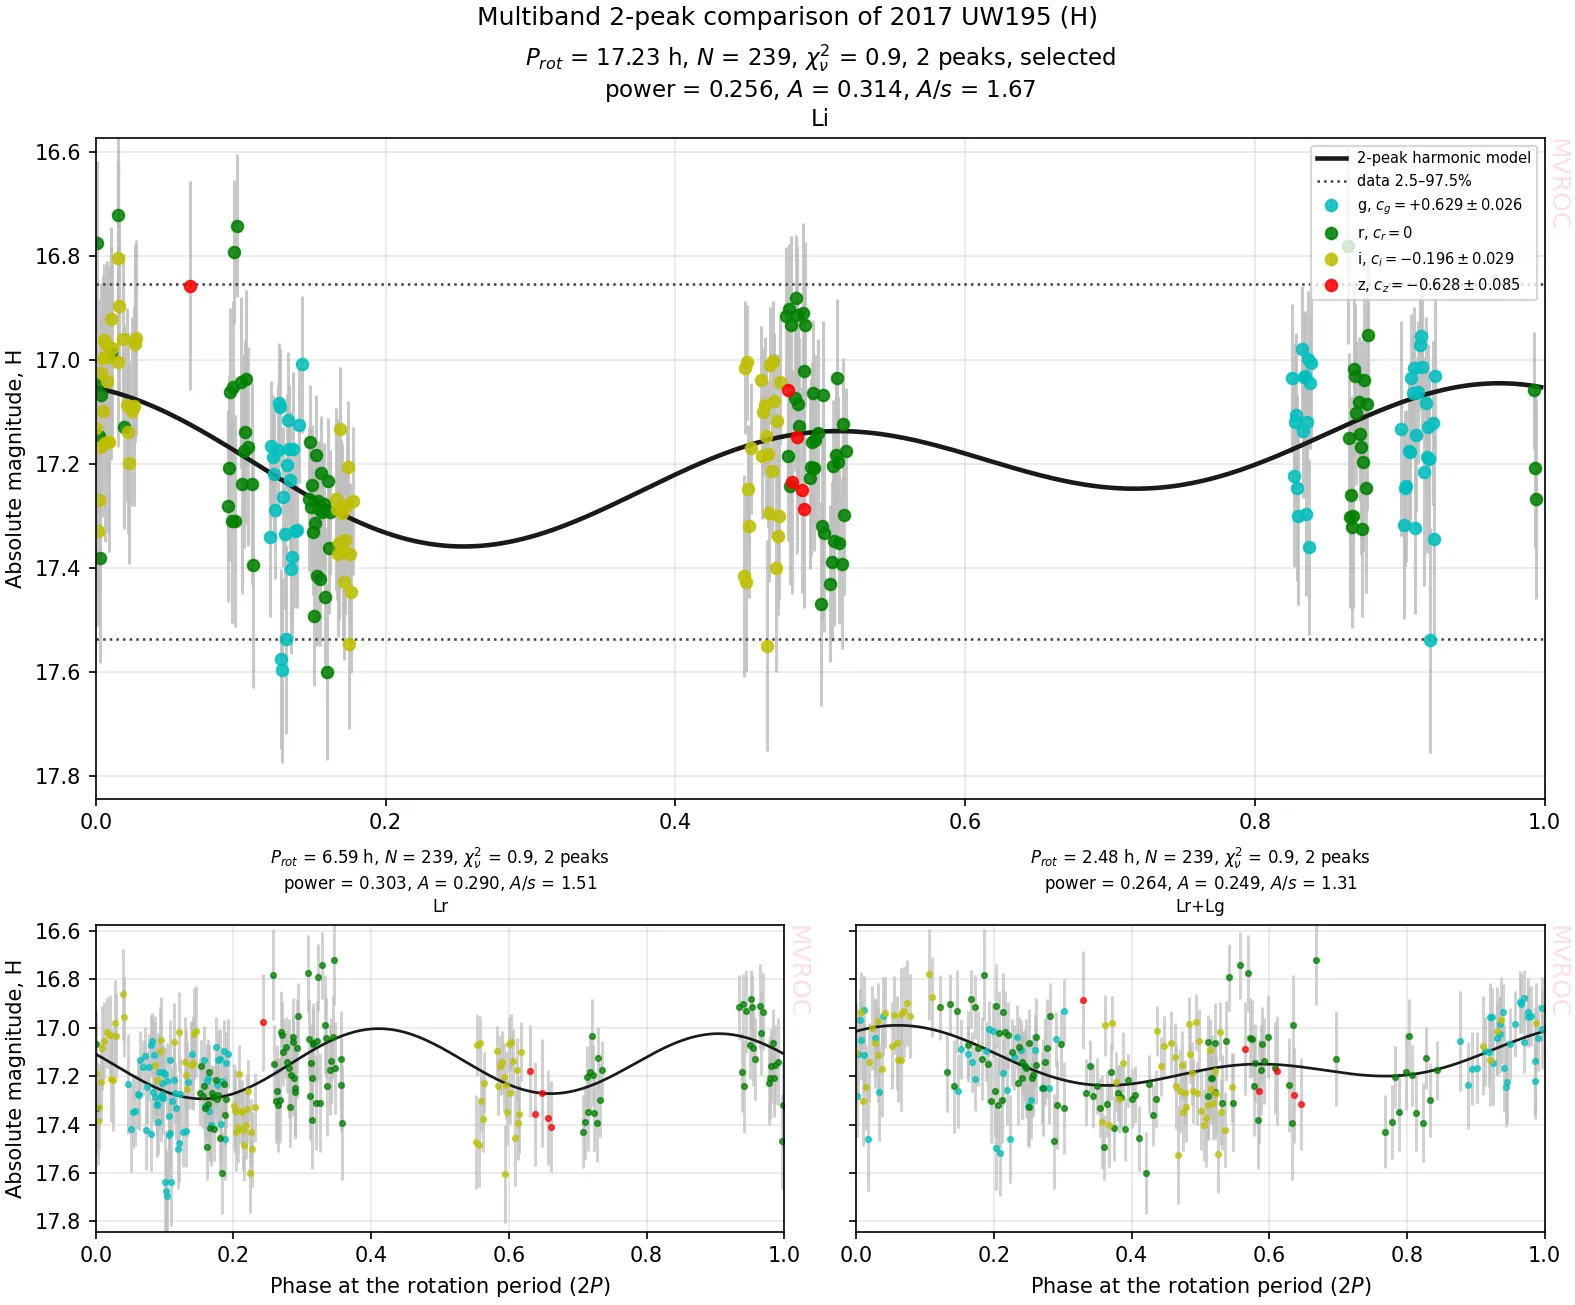 Multiband 2-peak comparison of 2017 UW195 (H)
P_rot = 17.23 h, N = 239, χ²_ν = 0.9, 2 peaks, selected
power = 0.256, A = 0.314, A/s = 1.67
Li
16.6
16.8
17.0
17.2
17.4
17.6
17.8
Absolute magnitude, H
2-peak harmonic model
data 2.5–97.5%
g, c_g = +0.629 ± 0.026
r, c_r = 0
i, c_i = −0.196 ± 0.029
z, c_z = −0.628 ± 0.085
MVROC
0.0 0.2 0.4 0.6 0.8 1.0
P_rot = 6.59 h, N = 239, χ²_ν = 0.9, 2 peaks
power = 0.303, A = 0.290, A/s = 1.51
Lr
16.6
16.8
17.0
17.2
17.4
17.6
17.8
Absolute magnitude, H
MVROC
0.0 0.2 0.4 0.6 0.8 1.0
Phase at the rotation period (2P)
P_rot = 2.48 h, N = 239, χ²_ν = 0.9, 2 peaks
power = 0.264, A = 0.249, A/s = 1.31
Lr+Lg
MVROC
0.0 0.2 0.4 0.6 0.8 1.0
Phase at the rotation period (2P)